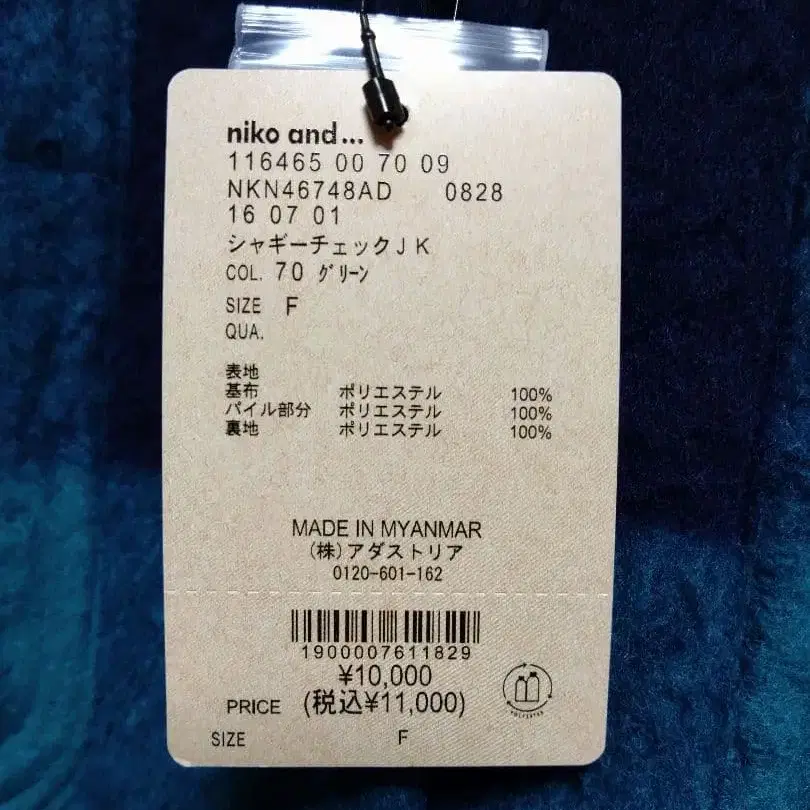 niko and...
116465 00 70 09
NKN46748AD 0828
16 07 01
シャギーチェックJK
COL. 70 グリーン
SIZE F
QUA.
表地
基布 ポリエステル 100%
パイル部分 ポリエステル 100%
裏地 ポリエステル 100%
MADE IN MYANMAR
(株)アダストリア
0120-601-162
1900007611829
¥10,000
PRICE (税込¥11,000)
POLYESTER
SIZE F